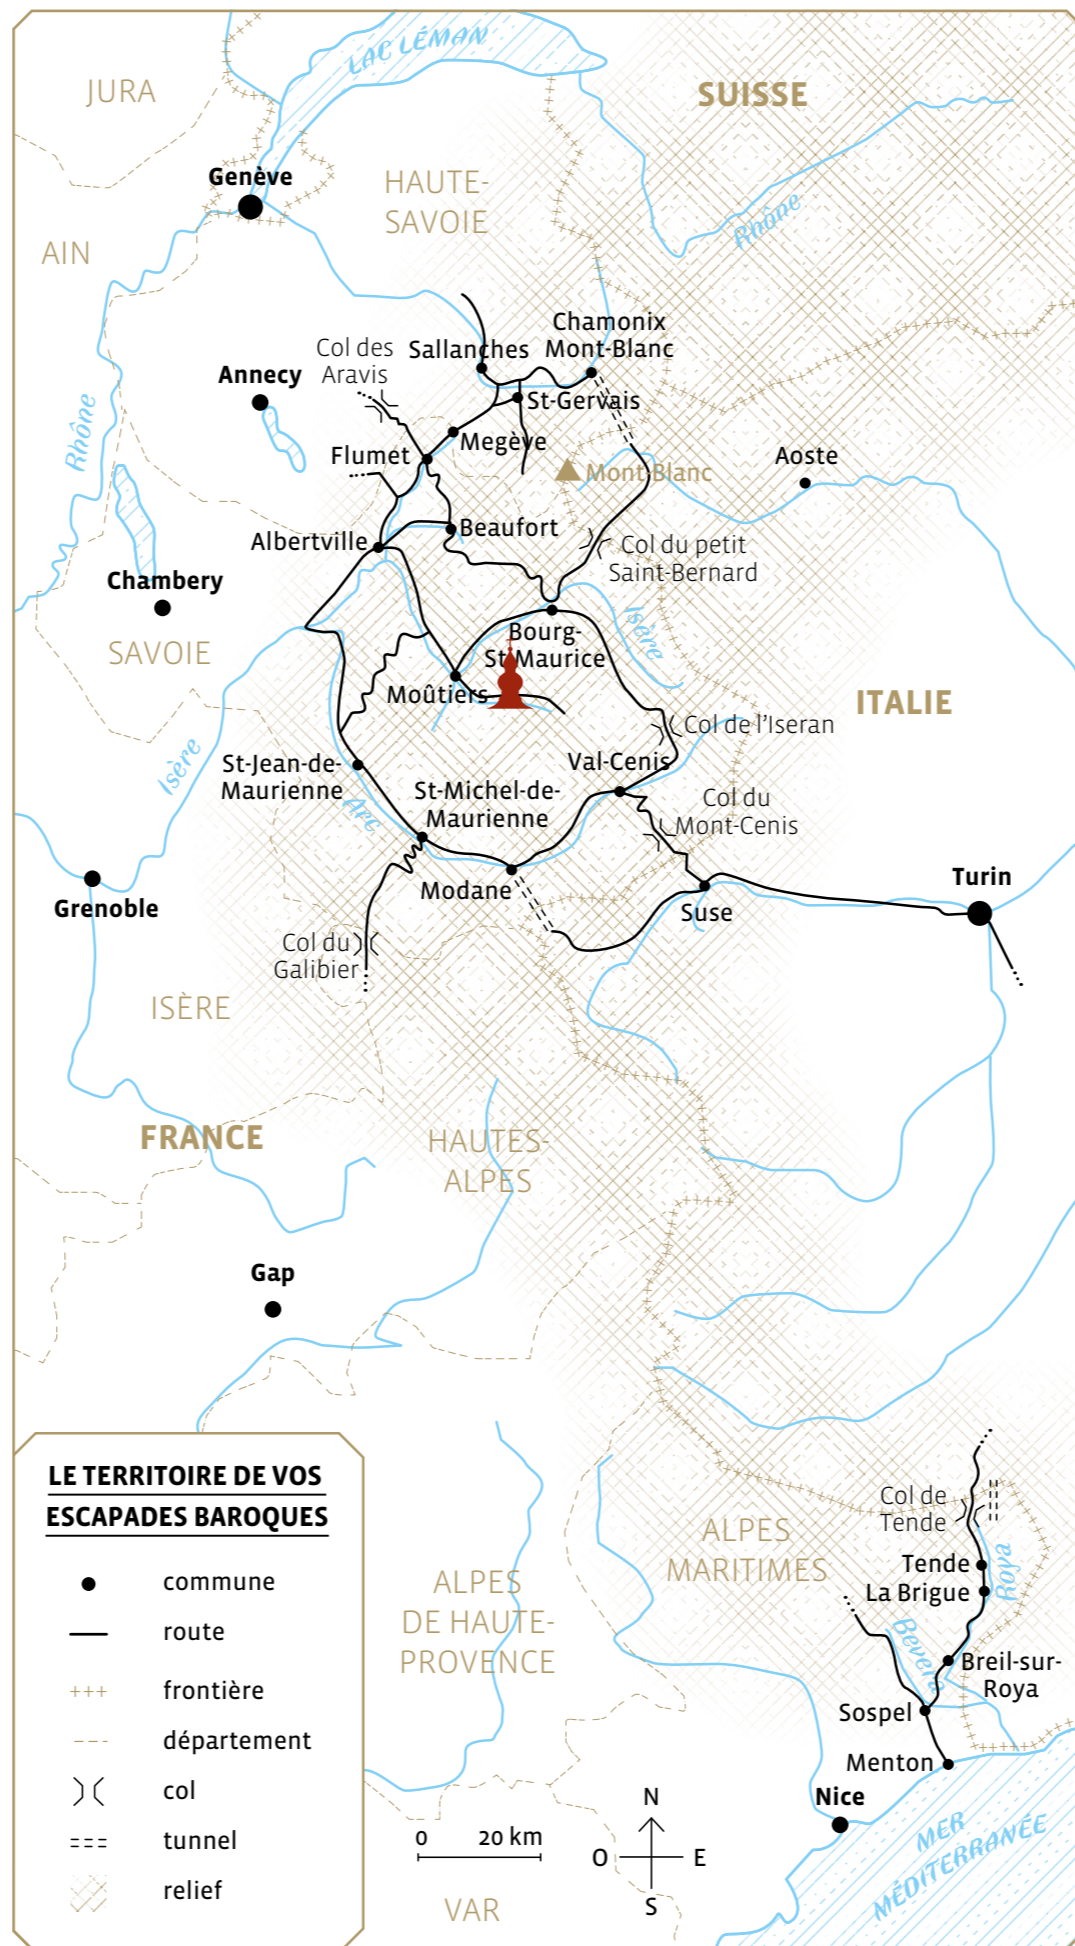 LAC LÉMAN
JURA
SUISSE
Genève
HAUTE-
SAVOIE
Rhône
AIN
Chamonix
Mont-Blanc
Col des
Aravis
Sallanches
Annecy
St-Gervais
Rhône
Megève
Flumet
Mont-Blanc
Aoste
Beaufort
Albertville
Col du petit
Saint-Bernard
Chambery
Isère
SAVOIE
Bourg-
St-Maurice
Moûtiers
ITALIE
Col de l'Iseran
Isère
St-Jean-de-
Maurienne
Val-Cenis
Arc
St-Michel-de-
Maurienne
Col du
Mont-Cenis
Grenoble
Modane
Suse
Turin
Col du
Galibier
ISÈRE
FRANCE
HAUTES-
ALPES
Gap
LE TERRITOIRE DE VOS
ESCAPADES BAROQUES
commune
route
frontière
département
col
tunnel
relief
Col de
Tende
ALPES
MARITIMES
Tende
La Brigue
Roya
ALPES
DE HAUTE-
PROVENCE
Bevera
Breil-sur-
Roya
Sospel
Menton
Nice
MER
MÉDITERRANÉE
0 20 km
N
O E
S
VAR